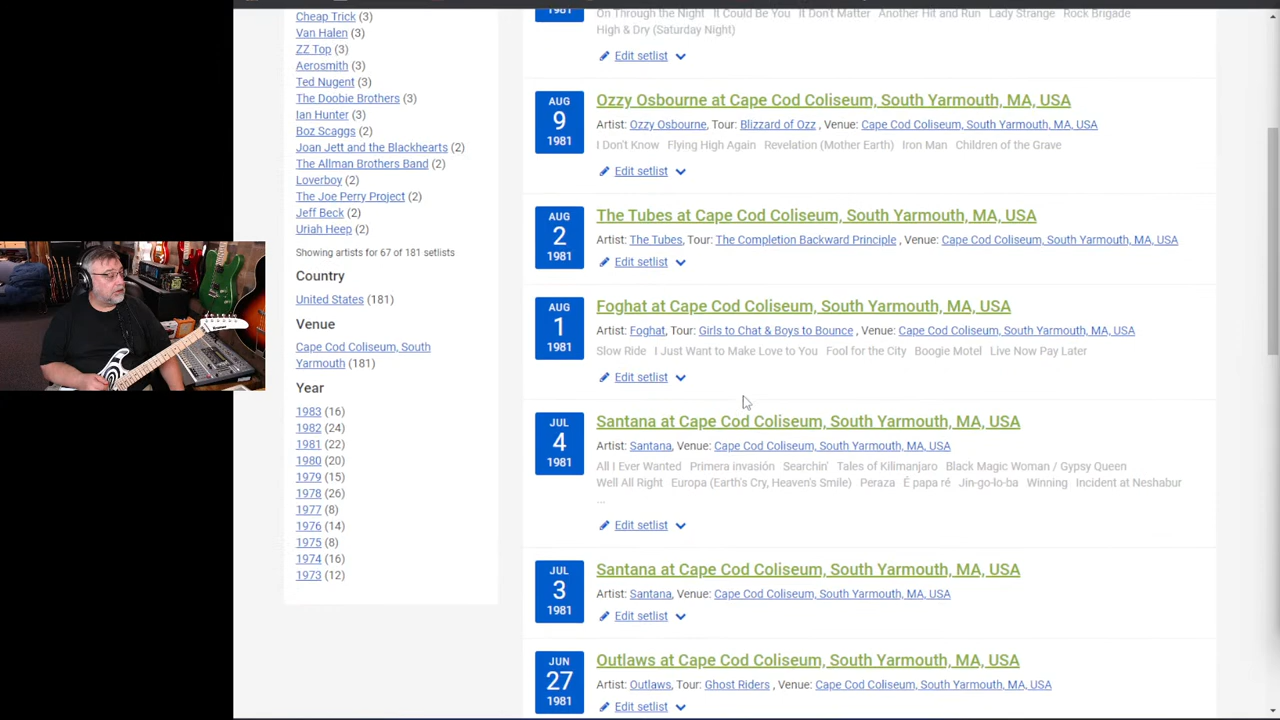 Cheap Trick (3)
Van Halen (3)
ZZ Top (3)
Aerosmith (3)
Ted Nugent (3)
The Doobie Brothers (3)
Ian Hunter (3)
Boz Scaggs (2)
Joan Jett and the Blackhearts (2)
The Allman Brothers Band (2)
Loverboy (2)
The Joe Perry Project (2)
Jeff Beck (2)
Uriah Heep (2)
Showing artists for 67 of 181 setlists
Country
United States (181)
Venue
Cape Cod Coliseum, South
Yarmouth (181)
Year
1983 (16)
1982 (24)
1981 (22)
1980 (20)
1979 (15)
1978 (26)
1977 (8)
1976 (14)
1975 (8)
1974 (16)
1973 (12)
1981
On Through the Night It Could Be You It Don't Matter Another Hit and Run Lady Strange Rock Brigade
High & Dry (Saturday Night)
Edit setlist
AUG
9
1981
Ozzy Osbourne at Cape Cod Coliseum, South Yarmouth, MA, USA
Artist: Ozzy Osbourne, Tour: Blizzard of Ozz , Venue: Cape Cod Coliseum, South Yarmouth, MA, USA
I Don't Know Flying High Again Revelation (Mother Earth) Iron Man Children of the Grave
Edit setlist
AUG
2
1981
The Tubes at Cape Cod Coliseum, South Yarmouth, MA, USA
Artist: The Tubes, Tour: The Completion Backward Principle , Venue: Cape Cod Coliseum, South Yarmouth, MA, USA
Edit setlist
AUG
1
1981
Foghat at Cape Cod Coliseum, South Yarmouth, MA, USA
Artist: Foghat, Tour: Girls to Chat & Boys to Bounce , Venue: Cape Cod Coliseum, South Yarmouth, MA, USA
Slow Ride I Just Want to Make Love to You Fool for the City Boogie Motel Live Now Pay Later
Edit setlist
JUL
4
1981
Santana at Cape Cod Coliseum, South Yarmouth, MA, USA
Artist: Santana, Venue: Cape Cod Coliseum, South Yarmouth, MA, USA
All I Ever Wanted Primera invasión Searchin' Tales of Kilimanjaro Black Magic Woman / Gypsy Queen
Well All Right Europa (Earth's Cry, Heaven's Smile) Peraza É papa ré Jin-go-lo-ba Winning Incident at Neshabur
...
Edit setlist
JUL
3
1981
Santana at Cape Cod Coliseum, South Yarmouth, MA, USA
Artist: Santana, Venue: Cape Cod Coliseum, South Yarmouth, MA, USA
Edit setlist
JUN
27
1981
Outlaws at Cape Cod Coliseum, South Yarmouth, MA, USA
Artist: Outlaws, Tour: Ghost Riders , Venue: Cape Cod Coliseum, South Yarmouth, MA, USA
Edit setlist